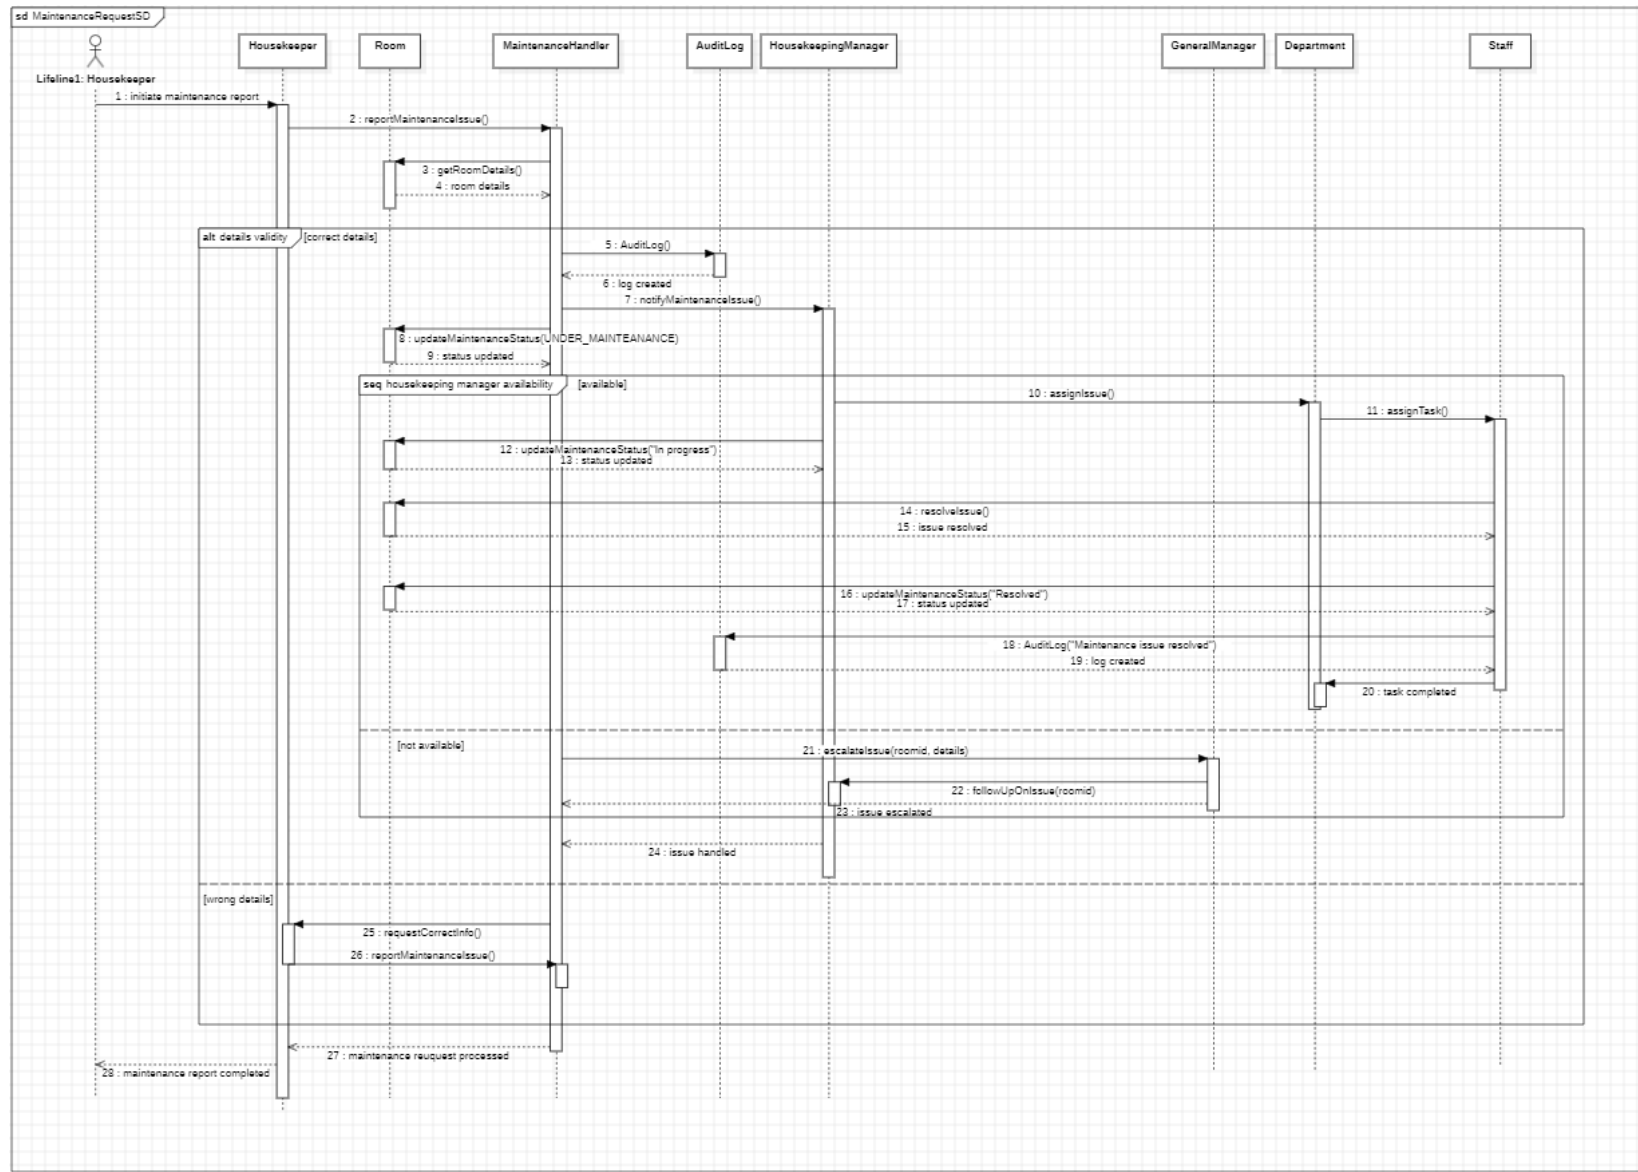 sd MaintenanceRequestSD
Lifeline1: Housekeeper
Housekeeper
Room
MaintenanceHandler
AuditLog
HousekeepingManager
GeneralManager
Department
Staff
1 : initiate maintenance report
2 : reportMaintenanceIssue()
3 : getRoomDetails()
4 : room details
alt details validity
[correct details]
5 : AuditLog()
6 : log created
7 : notifyMaintenanceIssue()
8 : updateMaintenanceStatus(UNDER_MAINTEANANCE)
9 : status updated
seq housekeeping manager availability
[available]
10 : assignIssue()
11 : assignTask()
12 : updateMaintenanceStatus("In progress")
13 : status updated
14 : resolveIssue()
15 : issue resolved
16 : updateMaintenanceStatus("Resolved")
17 : status updated
18 : AuditLog("Maintenance issue resolved")
19 : log created
20 : task completed
[not available]
21 : escalateIssue(roomid, details)
22 : followUpOnIssue(roomid)
23 : issue escalated
24 : issue handled
[wrong details]
25 : requestCorrectInfo()
26 : reportMaintenanceIssue()
27 : maintenance reuquest processed
28 : maintenance report completed